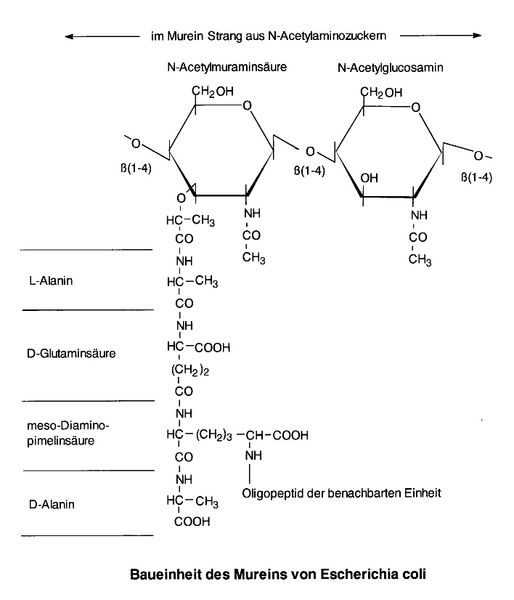 im Murein Strang aus N-Acetylaminozuckern
N-Acetylmuraminsäure
N-Acetylglucosamin
CH₂OH
CH₂OH
O
O
O
O
O
ß(1-4)
ß(1-4)
OH
ß(1-4)
O
NH
NH
HC-CH₃
CO
CO
CO
CH₃
CH₃
NH
L-Alanin
HC-CH₃
CO
NH
D-Glutaminsäure
HC-COOH
(CH₂)₂
CO
NH
meso-Diamino-
pimelinsäure
HC-(CH₂)₃-CH-COOH
CO
NH
NH
Oligopeptid der benachbarten Einheit
D-Alanin
HC-CH₃
COOH
Baueinheit des Mureins von Escherichia coli